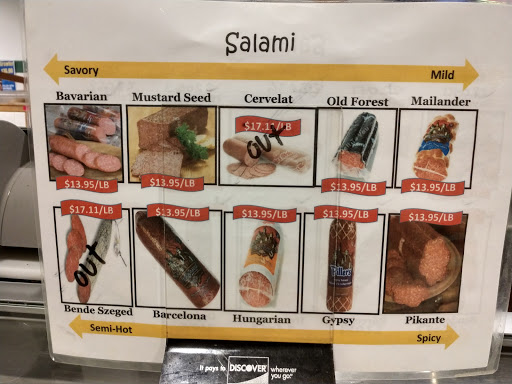 Salami
Savory Mild
Bavarian Mustard Seed Cervelat Old Forest Mailander
$17.11/LB
OUT
$13.95/LB $13.95/LB $13.95/LB $13.95/LB
$17.11/LB $13.95/LB $13.95/LB $13.95/LB $13.95/LB
OUT
Bende Szeged Barcelona Hungarian Gypsy Pikante
Semi-Hot Spicy
It pays to DISCOVER wherever you go.